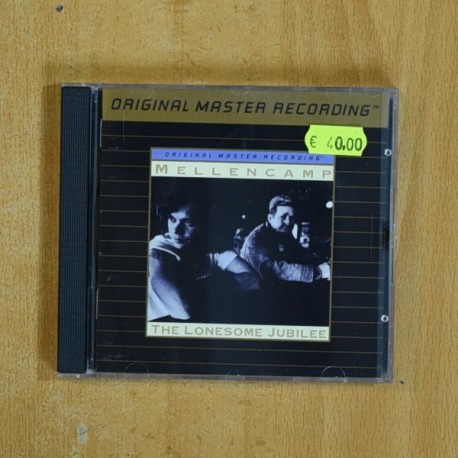 ORIGINAL MASTER RECORDING™
€ 40.00
ORIGINAL MASTER RECORDING™
MELLENCAMP
THE LONESOME JUBILEE